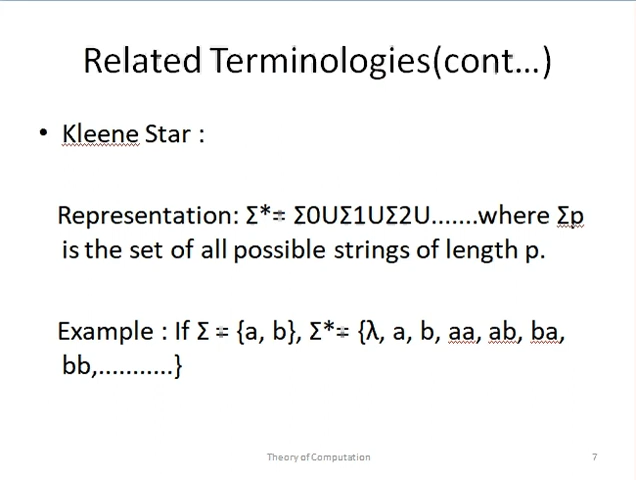 Related Terminologies(cont...)
• Kleene Star :
Representation: Σ*= Σ0UΣ1UΣ2U.......where Σp
is the set of all possible strings of length p.
Example : If Σ = {a, b}, Σ*= {λ, a, b, aa, ab, ba,
bb,...........}
Theory of Computation
7